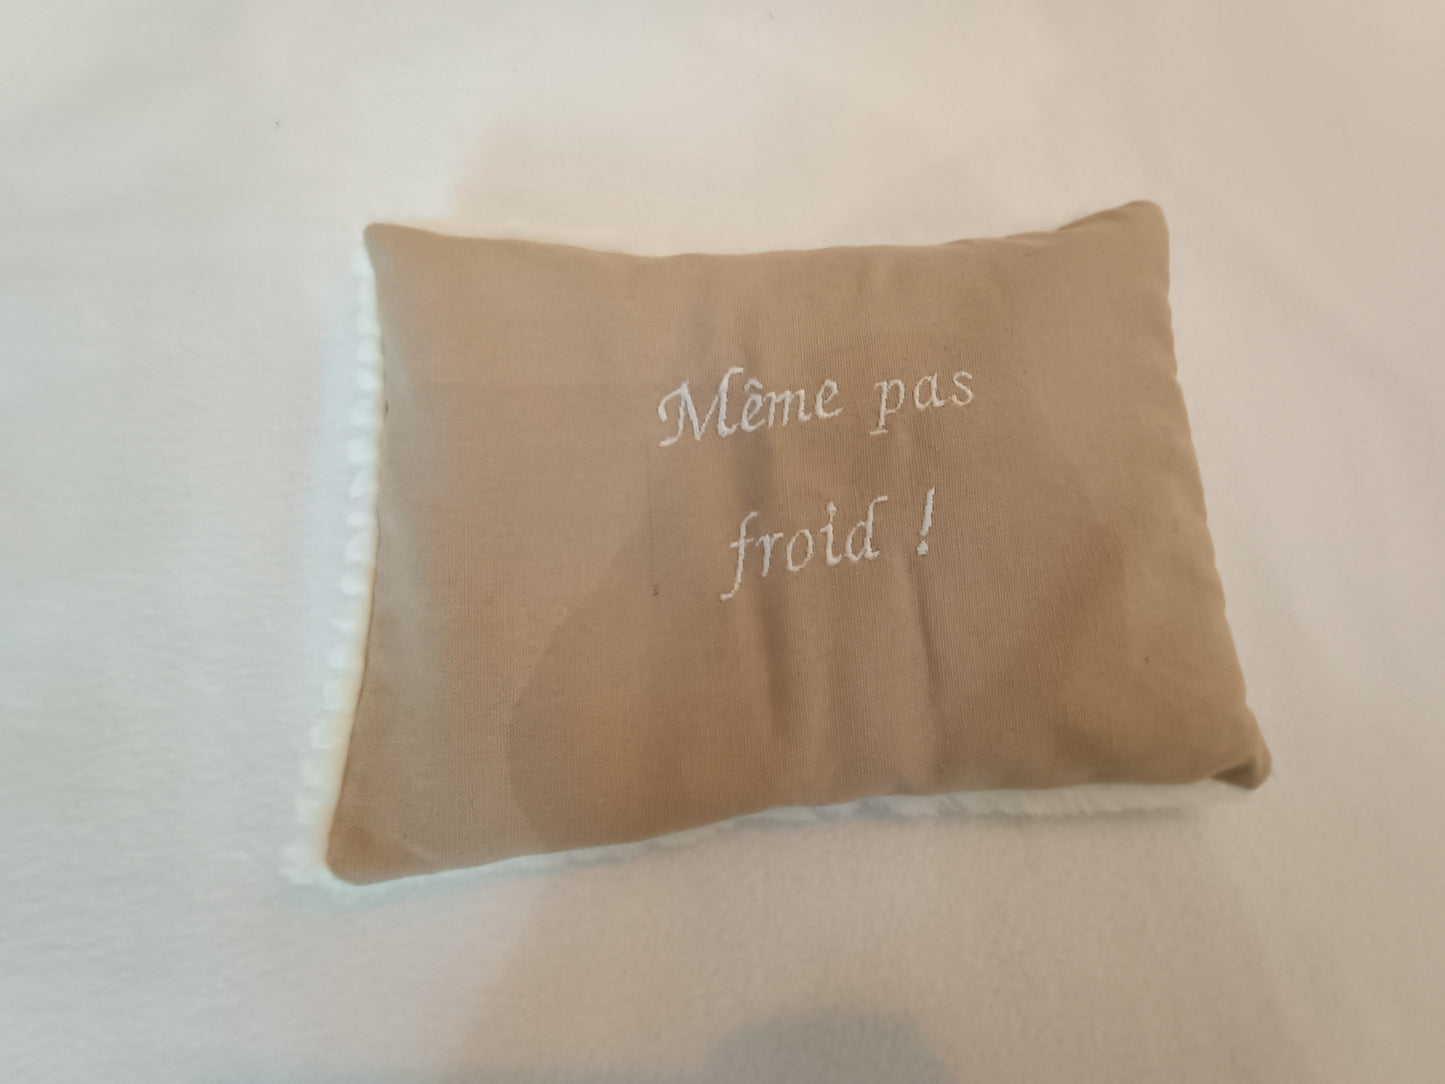 Même pas
froid !